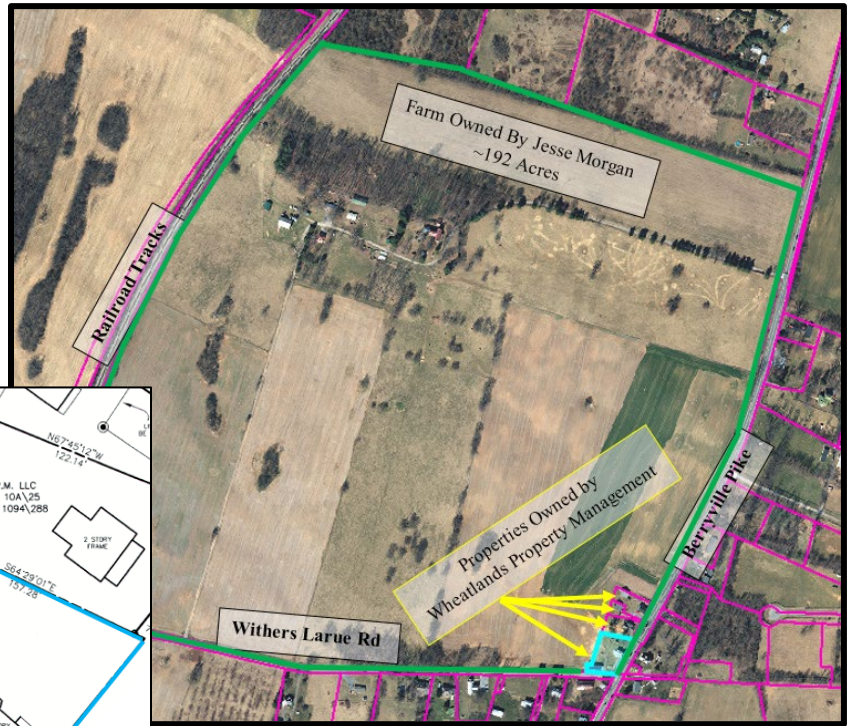 Farm Owned By Jesse Morgan
~192 Acres
Railroad Tracks
N67°45'12"W
122.14'
.M. LLC
10A\25
1094\288
2 STORY
FRAME
S64°29'01"E
157.28
Properties Owned by
Wheatlands Property Management
Berryville Pike
Withers Larue Rd